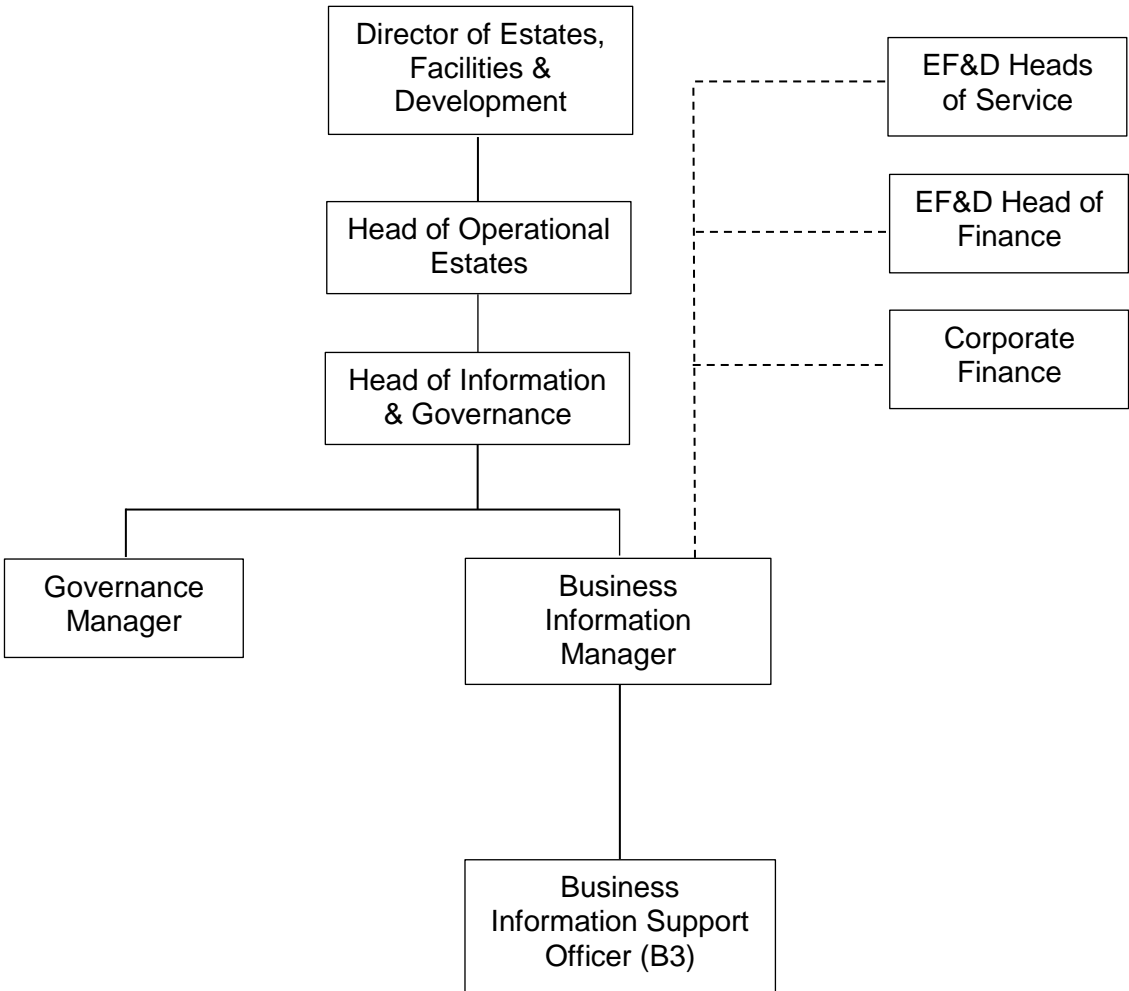 Director of Estates,
Facilities &
Development
EF&D Heads
of Service
Head of Operational
Estates
EF&D Head of
Finance
Head of Information
& Governance
Corporate
Finance
Governance
Manager
Business
Information
Manager
Business
Information Support
Officer (B3)